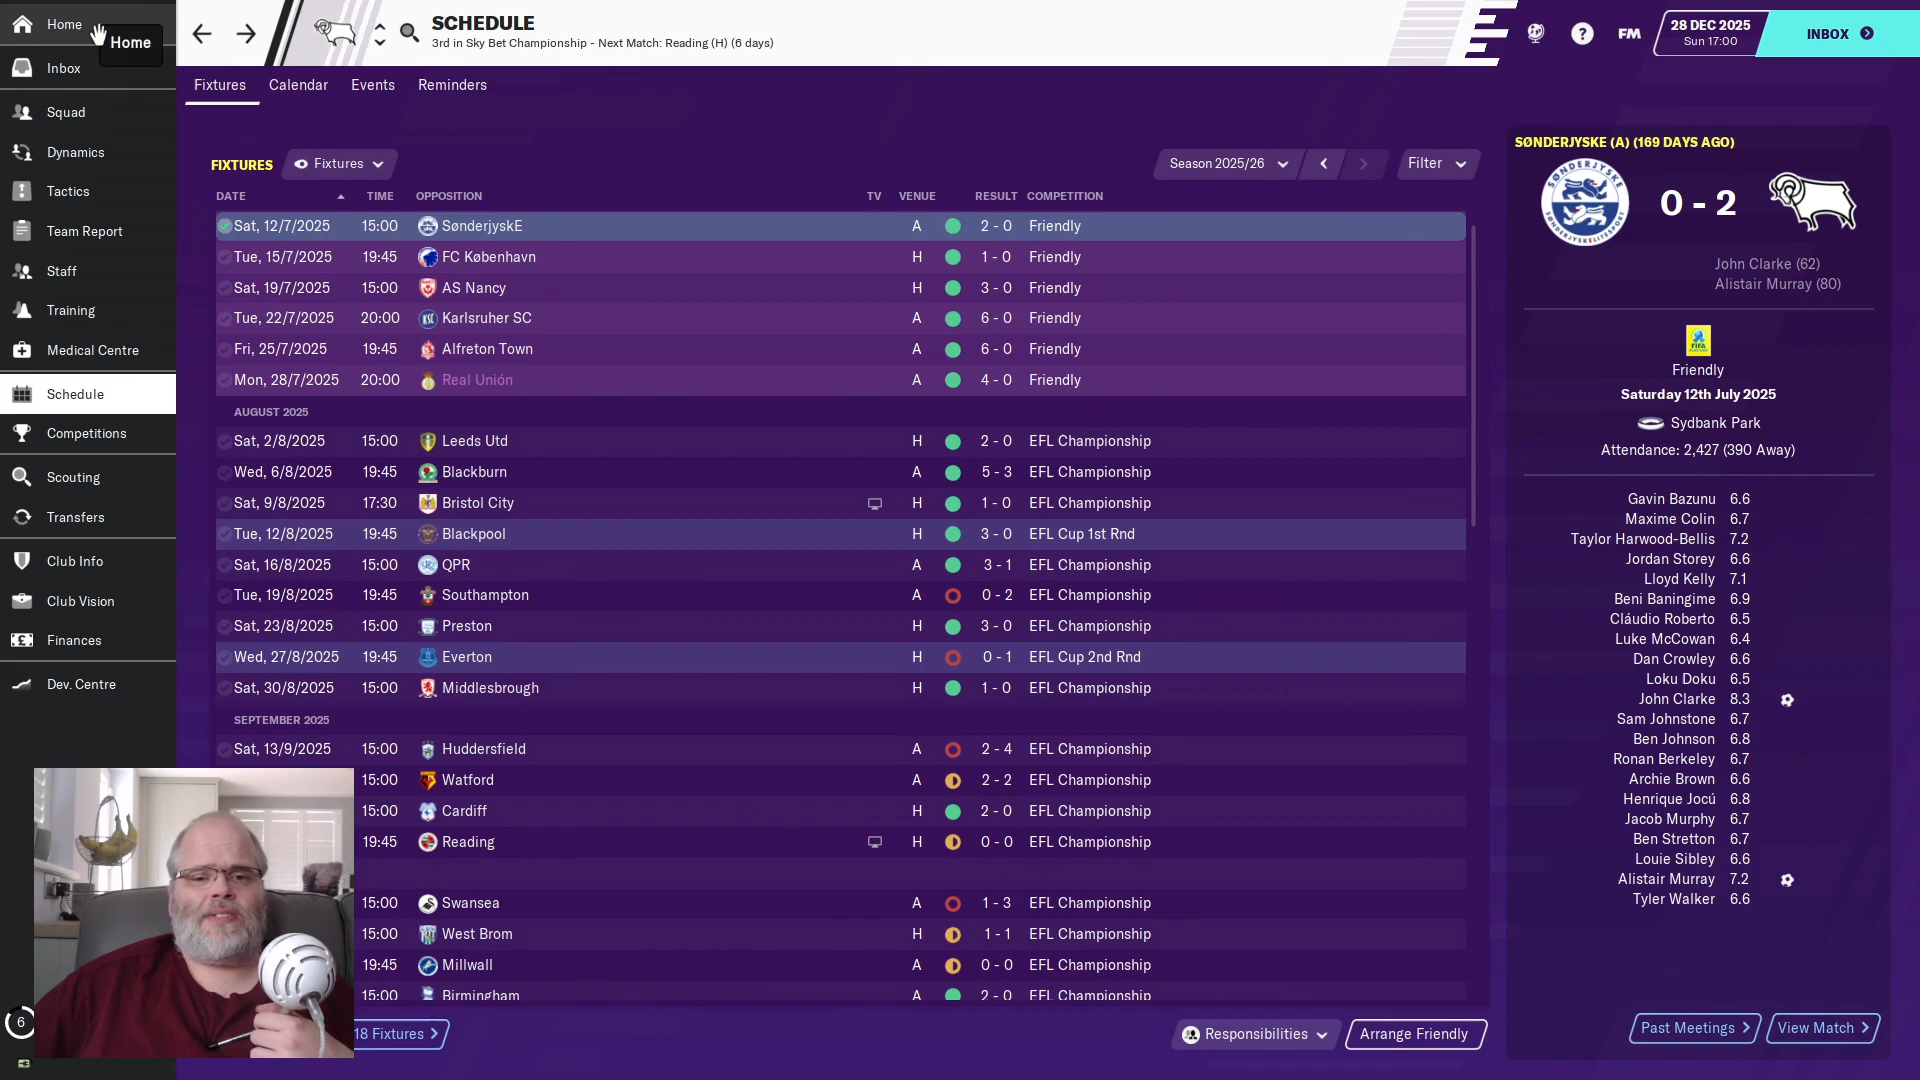 Home
Home
Inbox
Squad
Dynamics
Tactics
Team Report
Staff
Training
Medical Centre
Schedule
Competitions
Scouting
Transfers
Club Info
Club Vision
Finances
Dev. Centre
6
SCHEDULE
3rd in Sky Bet Championship - Next Match: Reading (H) (6 days)
FM
28 DEC 2025
Sun 17:00
INBOX
Fixtures Calendar Events Reminders
FIXTURES Fixtures Season 2025/26 Filter
DATE TIME OPPOSITION TV VENUE RESULT COMPETITION
Sat, 12/7/2025 15:00 SønderjyskE A 2 - 0 Friendly
Tue, 15/7/2025 19:45 FC København H 1 - 0 Friendly
Sat, 19/7/2025 15:00 AS Nancy H 3 - 0 Friendly
Tue, 22/7/2025 20:00 Karlsruher SC A 6 - 0 Friendly
Fri, 25/7/2025 19:45 Alfreton Town A 6 - 0 Friendly
Mon, 28/7/2025 20:00 Real Unión A 4 - 0 Friendly
AUGUST 2025
Sat, 2/8/2025 15:00 Leeds Utd H 2 - 0 EFL Championship
Wed, 6/8/2025 19:45 Blackburn A 5 - 3 EFL Championship
Sat, 9/8/2025 17:30 Bristol City H 1 - 0 EFL Championship
Tue, 12/8/2025 19:45 Blackpool H 3 - 0 EFL Cup 1st Rnd
Sat, 16/8/2025 15:00 QPR A 3 - 1 EFL Championship
Tue, 19/8/2025 19:45 Southampton A 0 - 2 EFL Championship
Sat, 23/8/2025 15:00 Preston H 3 - 0 EFL Championship
Wed, 27/8/2025 19:45 Everton H 0 - 1 EFL Cup 2nd Rnd
Sat, 30/8/2025 15:00 Middlesbrough H 1 - 0 EFL Championship
SEPTEMBER 2025
Sat, 13/9/2025 15:00 Huddersfield A 2 - 4 EFL Championship
15:00 Watford A 2 - 2 EFL Championship
15:00 Cardiff H 2 - 0 EFL Championship
19:45 Reading H 0 - 0 EFL Championship
15:00 Swansea A 1 - 3 EFL Championship
15:00 West Brom H 1 - 1 EFL Championship
19:45 Millwall A 0 - 0 EFL Championship
15:00 Birmingham A 2 - 0 EFL Championship
18 Fixtures Responsibilities Arrange Friendly
SØNDERJYSKE (A) (169 DAYS AGO)
0 - 2
John Clarke (62)
Alistair Murray (80)
Friendly
Saturday 12th July 2025
Sydbank Park
Attendance: 2,427 (390 Away)
Gavin Bazunu 6.6
Maxime Colin 6.7
Taylor Harwood-Bellis 7.2
Jordan Storey 6.6
Lloyd Kelly 7.1
Beni Baningime 6.9
Cláudio Roberto 6.5
Luke McCowan 6.4
Dan Crowley 6.6
Loku Doku 6.5
John Clarke 8.3
Sam Johnstone 6.7
Ben Johnson 6.8
Ronan Berkeley 6.7
Archie Brown 6.6
Henrique Jocú 6.8
Jacob Murphy 6.7
Ben Stretton 6.7
Louie Sibley 6.6
Alistair Murray 7.2
Tyler Walker 6.6
Past Meetings View Match